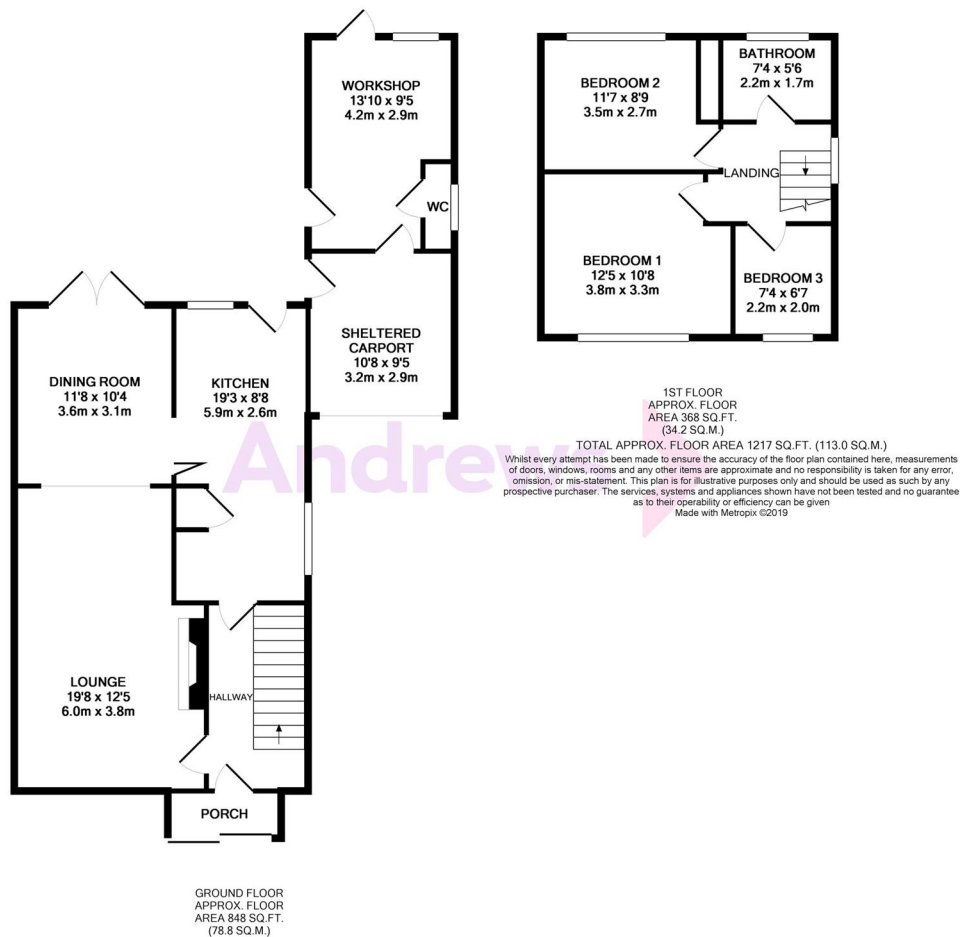 WORKSHOP
13'10 x 9'5
4.2m x 2.9m
WC
SHELTERED
CARPORT
10'8 x 9'5
3.2m x 2.9m
DINING ROOM
11'8 x 10'4
3.6m x 3.1m
KITCHEN
19'3 x 8'8
5.9m x 2.6m
Andrews
LOUNGE
19'8 x 12'5
6.0m x 3.8m
HALLWAY
PORCH
GROUND FLOOR
APPROX. FLOOR
AREA 848 SQ.FT.
(78.8 SQ.M.)
BEDROOM 2
11'7 x 8'9
3.5m x 2.7m
BATHROOM
7'4 x 5'6
2.2m x 1.7m
LANDING
BEDROOM 1
12'5 x 10'8
3.8m x 3.3m
BEDROOM 3
7'4 x 6'7
2.2m x 2.0m
1ST FLOOR
APPROX. FLOOR
AREA 368 SQ.FT.
(34.2 SQ.M.)
TOTAL APPROX. FLOOR AREA 1217 SQ.FT. (113.0 SQ.M.)
Whilst every attempt has been made to ensure the accuracy of the floor plan contained here, measurements
of doors, windows, rooms and any other items are approximate and no responsibility is taken for any error,
omission, or mis-statement. This plan is for illustrative purposes only and should be used as such by any
prospective purchaser. The services, systems and appliances shown have not been tested and no guarantee
as to their operability or efficiency can be given
Made with Metropix ©2019